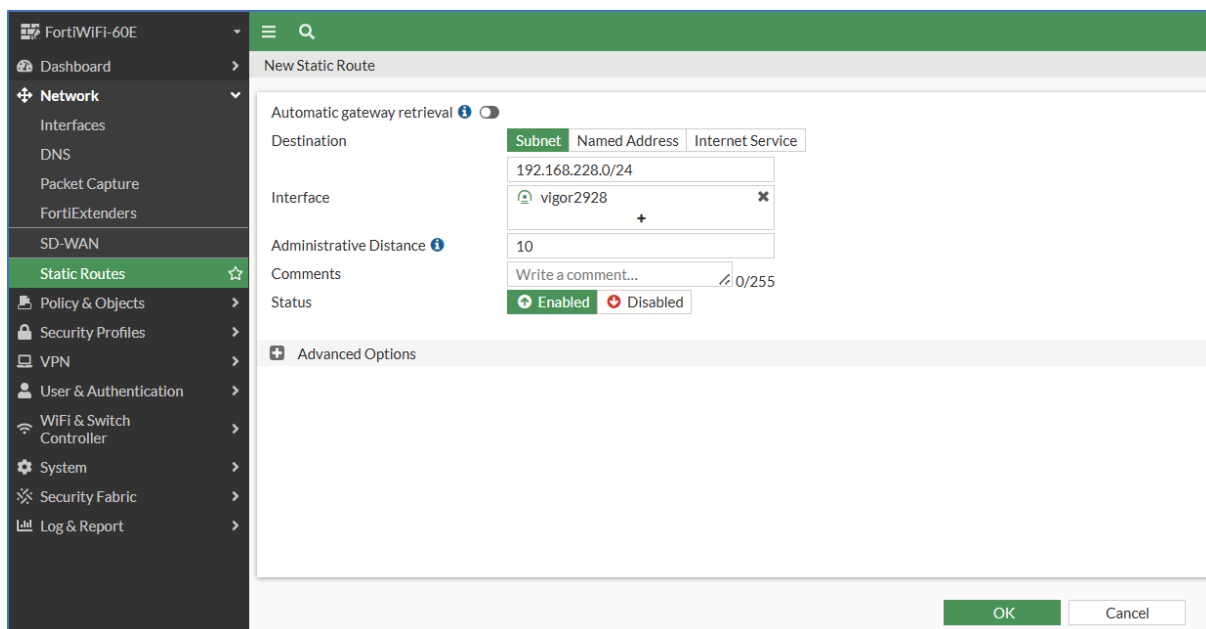 FortiWiFi-60E
Dashboard
Network
Interfaces
DNS
Packet Capture
FortiExtenders
SD-WAN
Static Routes
Policy & Objects
Security Profiles
VPN
User & Authentication
WiFi & Switch
Controller
System
Security Fabric
Log & Report
New Static Route
Automatic gateway retrieval
Destination Subnet Named Address Internet Service
192.168.228.0/24
Interface vigor2928
+
Administrative Distance 10
Comments Write a comment... 0/255
Status Enabled Disabled
Advanced Options
OK Cancel